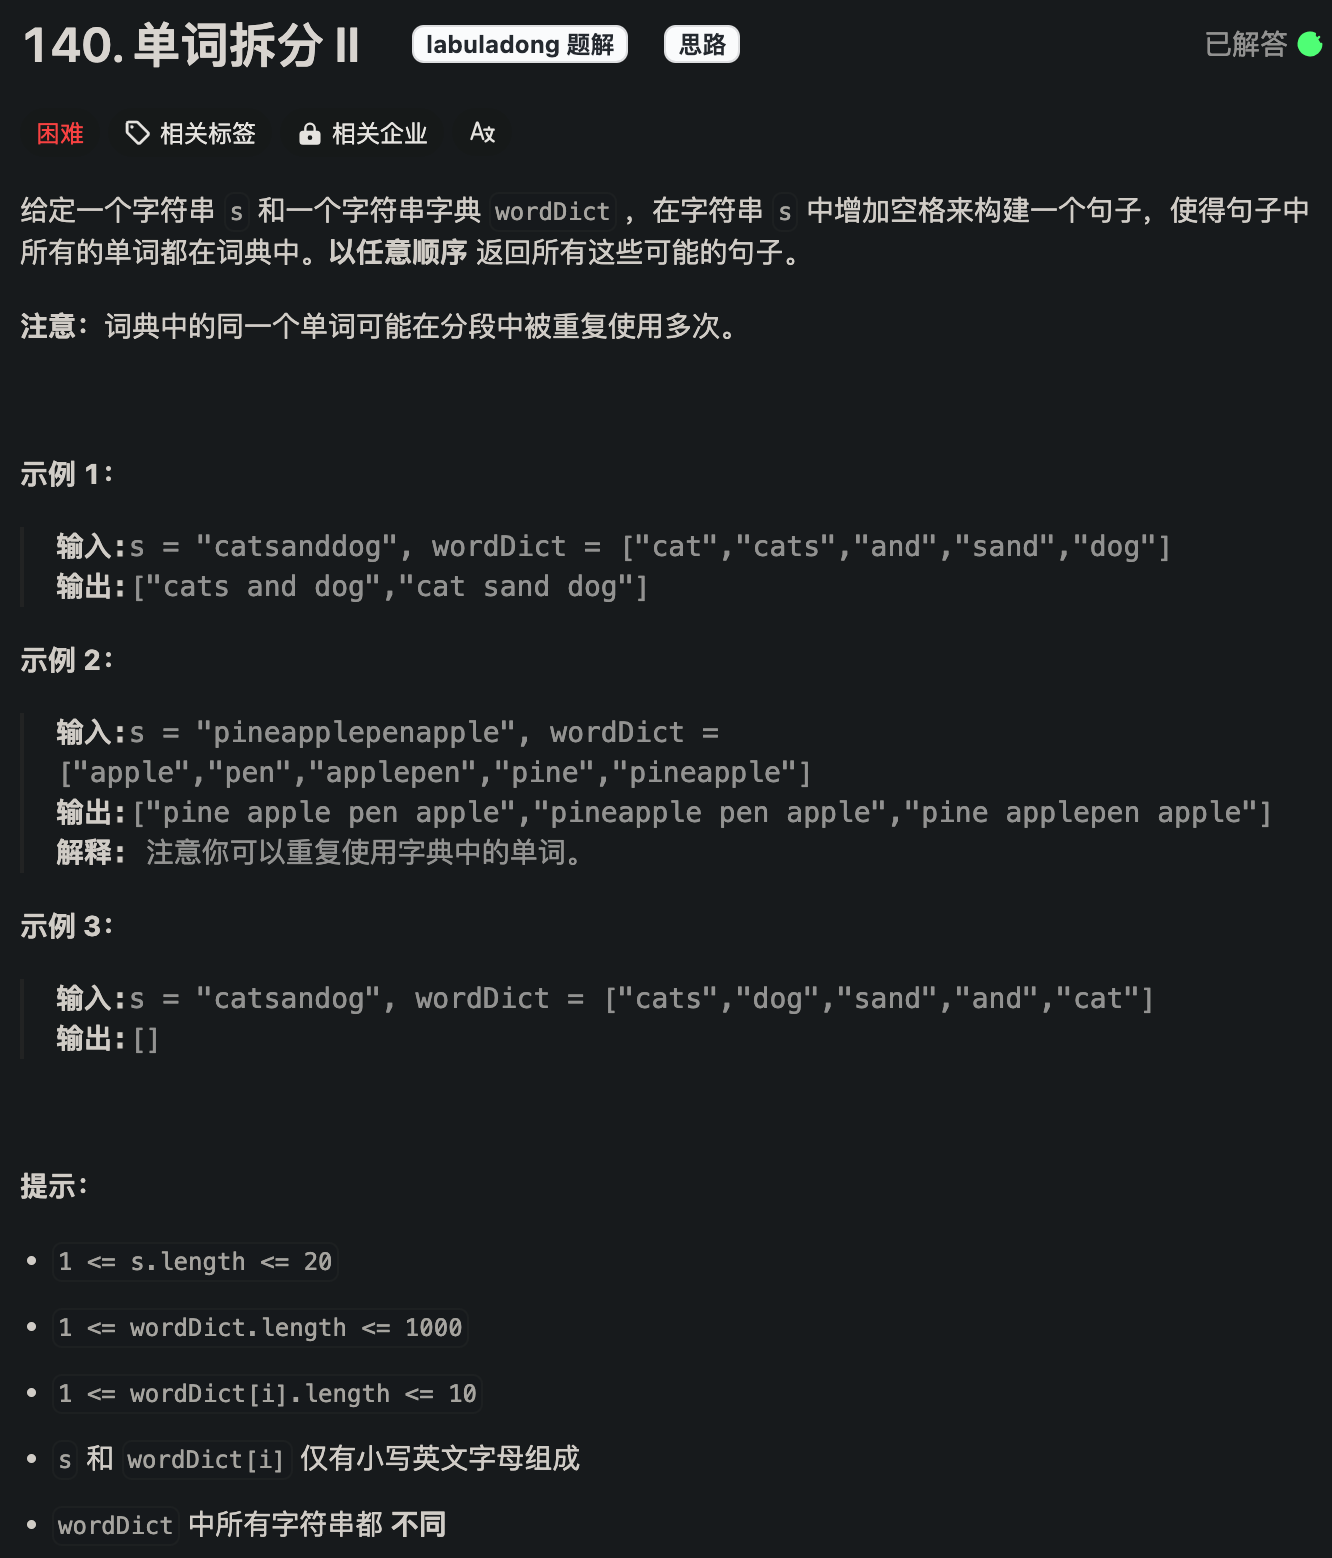 140. 单词拆分 II
labuladong 题解
思路
已解答
困难
相关标签
相关企业
给定一个字符串 s 和一个字符串字典 wordDict ，在字符串 s 中增加空格来构建一个句子，使得句子中
所有的单词都在词典中。以任意顺序 返回所有这些可能的句子。
注意：词典中的同一个单词可能在分段中被重复使用多次。
示例 1：
输入:s = "catsanddog", wordDict = ["cat","cats","and","sand","dog"]
输出:["cats and dog","cat sand dog"]
示例 2：
输入:s = "pineapplepenapple", wordDict =
["apple","pen","applepen","pine","pineapple"]
输出:["pine apple pen apple","pineapple pen apple","pine applepen apple"]
解释: 注意你可以重复使用字典中的单词。
示例 3：
输入:s = "catsandog", wordDict = ["cats","dog","sand","and","cat"]
输出:[]
提示：
• 1 <= s.length <= 20
• 1 <= wordDict.length <= 1000
• 1 <= wordDict[i].length <= 10
• s 和 wordDict[i] 仅有小写英文字母组成
• wordDict 中所有字符串都 不同